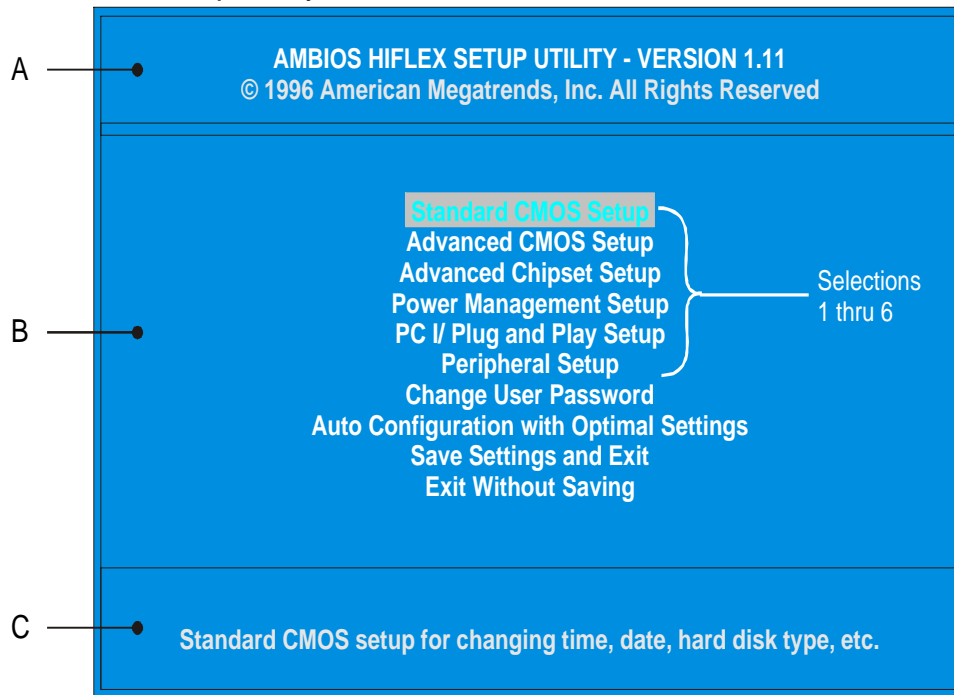 A
AMBIOS HIFLEX SETUP UTILITY - VERSION 1.11
© 1996 American Megatrends, Inc. All Rights Reserved
B
Standard CMOS Setup
Advanced CMOS Setup
Advanced Chipset Setup
Power Management Setup
PC I/ Plug and Play Setup
Peripheral Setup
Change User Password
Auto Configuration with Optimal Settings
Save Settings and Exit
Exit Without Saving
Selections
1 thru 6
C
Standard CMOS setup for changing time, date, hard disk type, etc.